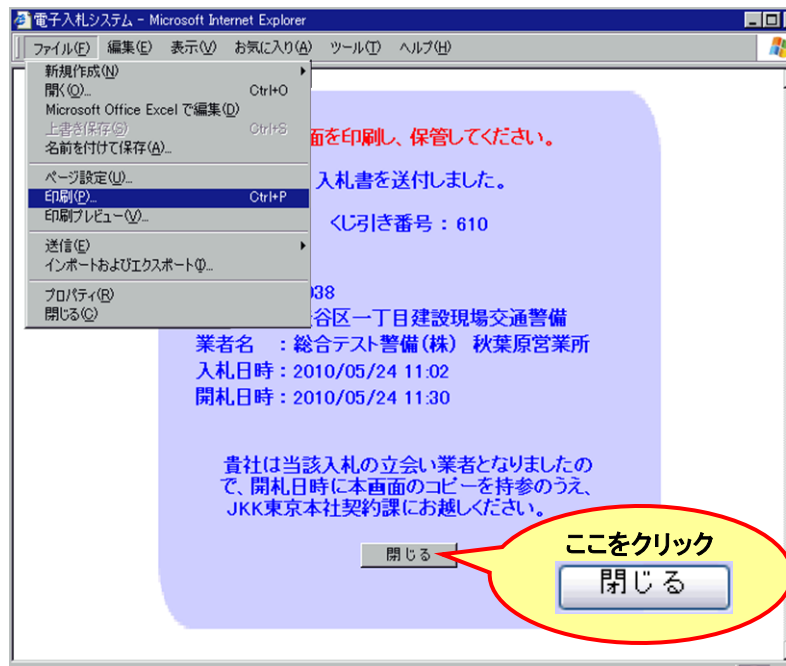 電子入札システム - Microsoft Internet Explorer
ファイル(F) 編集(E) 表示(V) お気に入り(A) ツール(T) ヘルプ(H)
新規作成(N)
開く(O)... Ctrl+O
Microsoft Office Excel で編集(D)
上書き保存(S) Ctrl+S
名前を付けて保存(A)...
ページ設定(U)...
印刷(P)... Ctrl+P
印刷プレビュー(V)...
送信(E)
インポートおよびエクスポート(I)...
プロパティ(R)
閉じる(C)
面を印刷し、保管してください。
入札書を送付しました。
くじ引き番号：610
038
谷区一丁目建設現場交通警備
業者名 ：総合テスト警備(株) 秋葉原営業所
入札日時：2010/05/24 11:02
開札日時：2010/05/24 11:30
貴社は当該入札の立会い業者となりましたの
で、開札日時に本画面のコピーを持参のうえ、
JKK東京本社契約課にお越しください。
閉じる
ここをクリック
閉じる